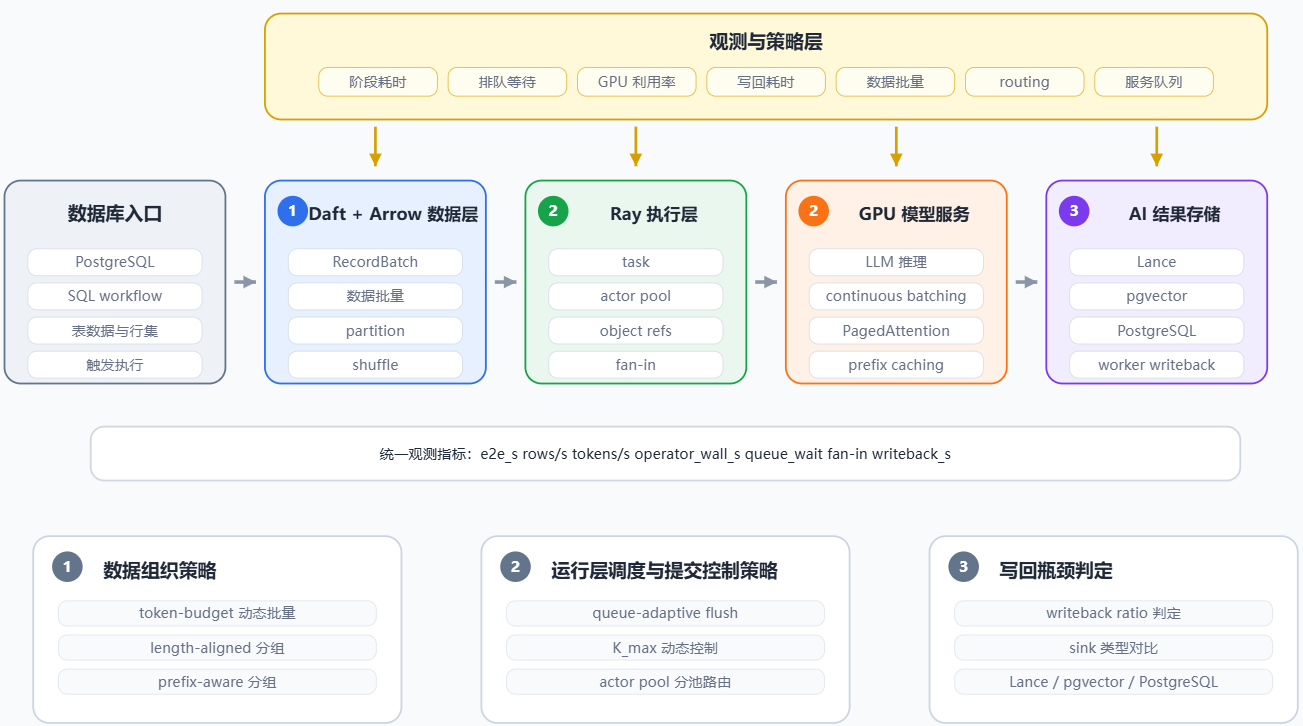 观测与策略层
阶段耗时
排队等待
GPU 利用率
写回耗时
数据批量
routing
服务队列
数据库入口
PostgreSQL
SQL workflow
表数据与行集
触发执行
1
Daft + Arrow 数据层
RecordBatch
数据批量
partition
shuffle
2
Ray 执行层
task
actor pool
object refs
fan-in
2
GPU 模型服务
LLM 推理
continuous batching
PagedAttention
prefix caching
3
AI 结果存储
Lance
pgvector
PostgreSQL
worker writeback
统一观测指标：e2e_s rows/s tokens/s operator_wall_s queue_wait fan-in writeback_s
1
数据组织策略
token-budget 动态批量
length-aligned 分组
prefix-aware 分组
2
运行层调度与提交控制策略
queue-adaptive flush
K_max 动态控制
actor pool 分池路由
3
写回瓶颈判定
writeback ratio 判定
sink 类型对比
Lance / pgvector / PostgreSQL